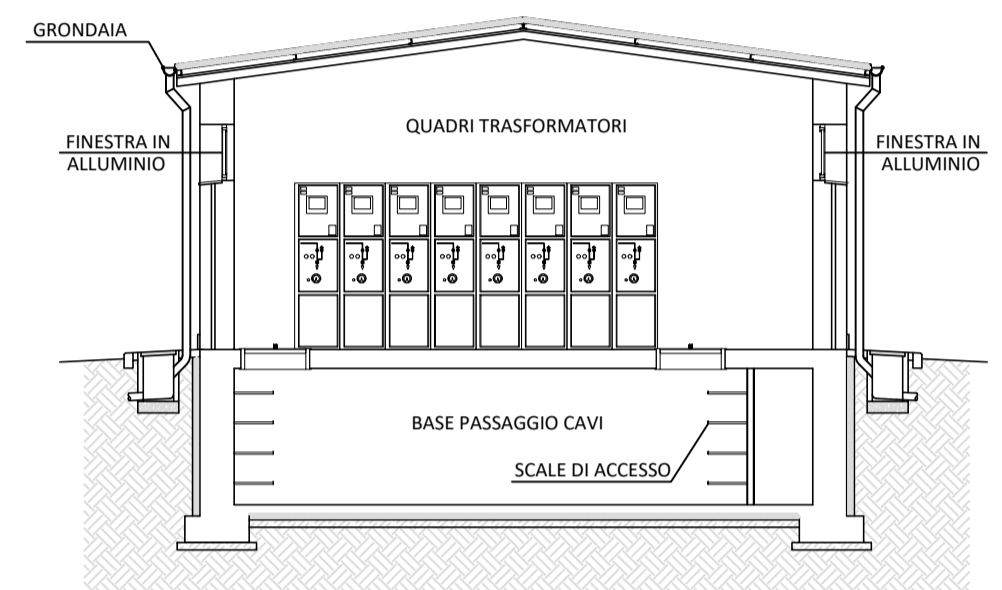 GRONDAIA
QUADRI TRASFORMATORI
FINESTRA IN
ALLUMINIO
FINESTRA IN
ALLUMINIO
BASE PASSAGGIO CAVI
SCALE DI ACCESSO